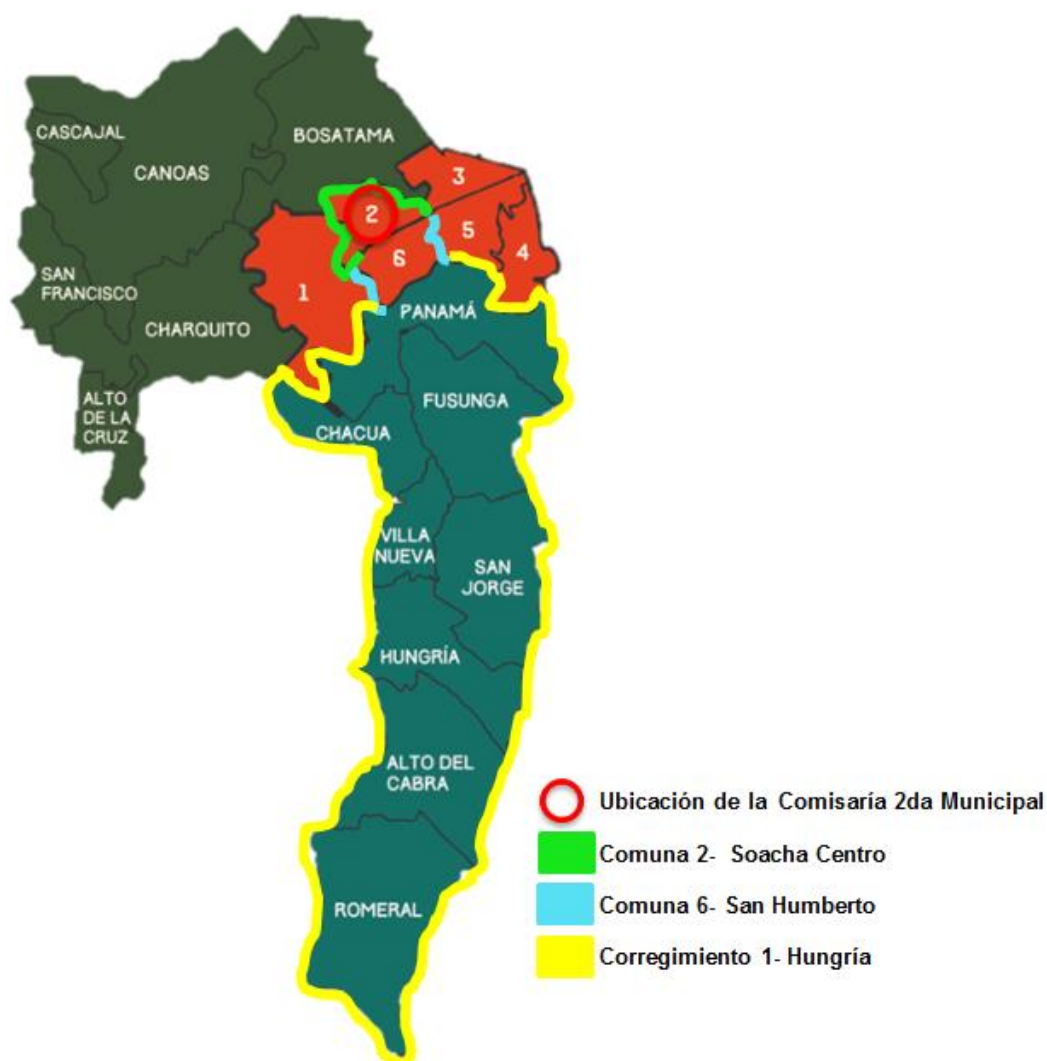 CASCAJAL
CANOAS
BOSATAMA
3
2
5
4
6
1
SAN
FRANCISCO
CHARQUITO
PANAMÁ
ALTO
DE LA
CRUZ
FUSUNGA
CHACUA
VILLA
NUEVA
SAN
JORGE
HUNGRÍA
ALTO DEL
CABRA
ROMERAL
Ubicación de la Comisaría 2da Municipal
Comuna 2- Soacha Centro
Comuna 6- San Humberto
Corregimiento 1- Hungría